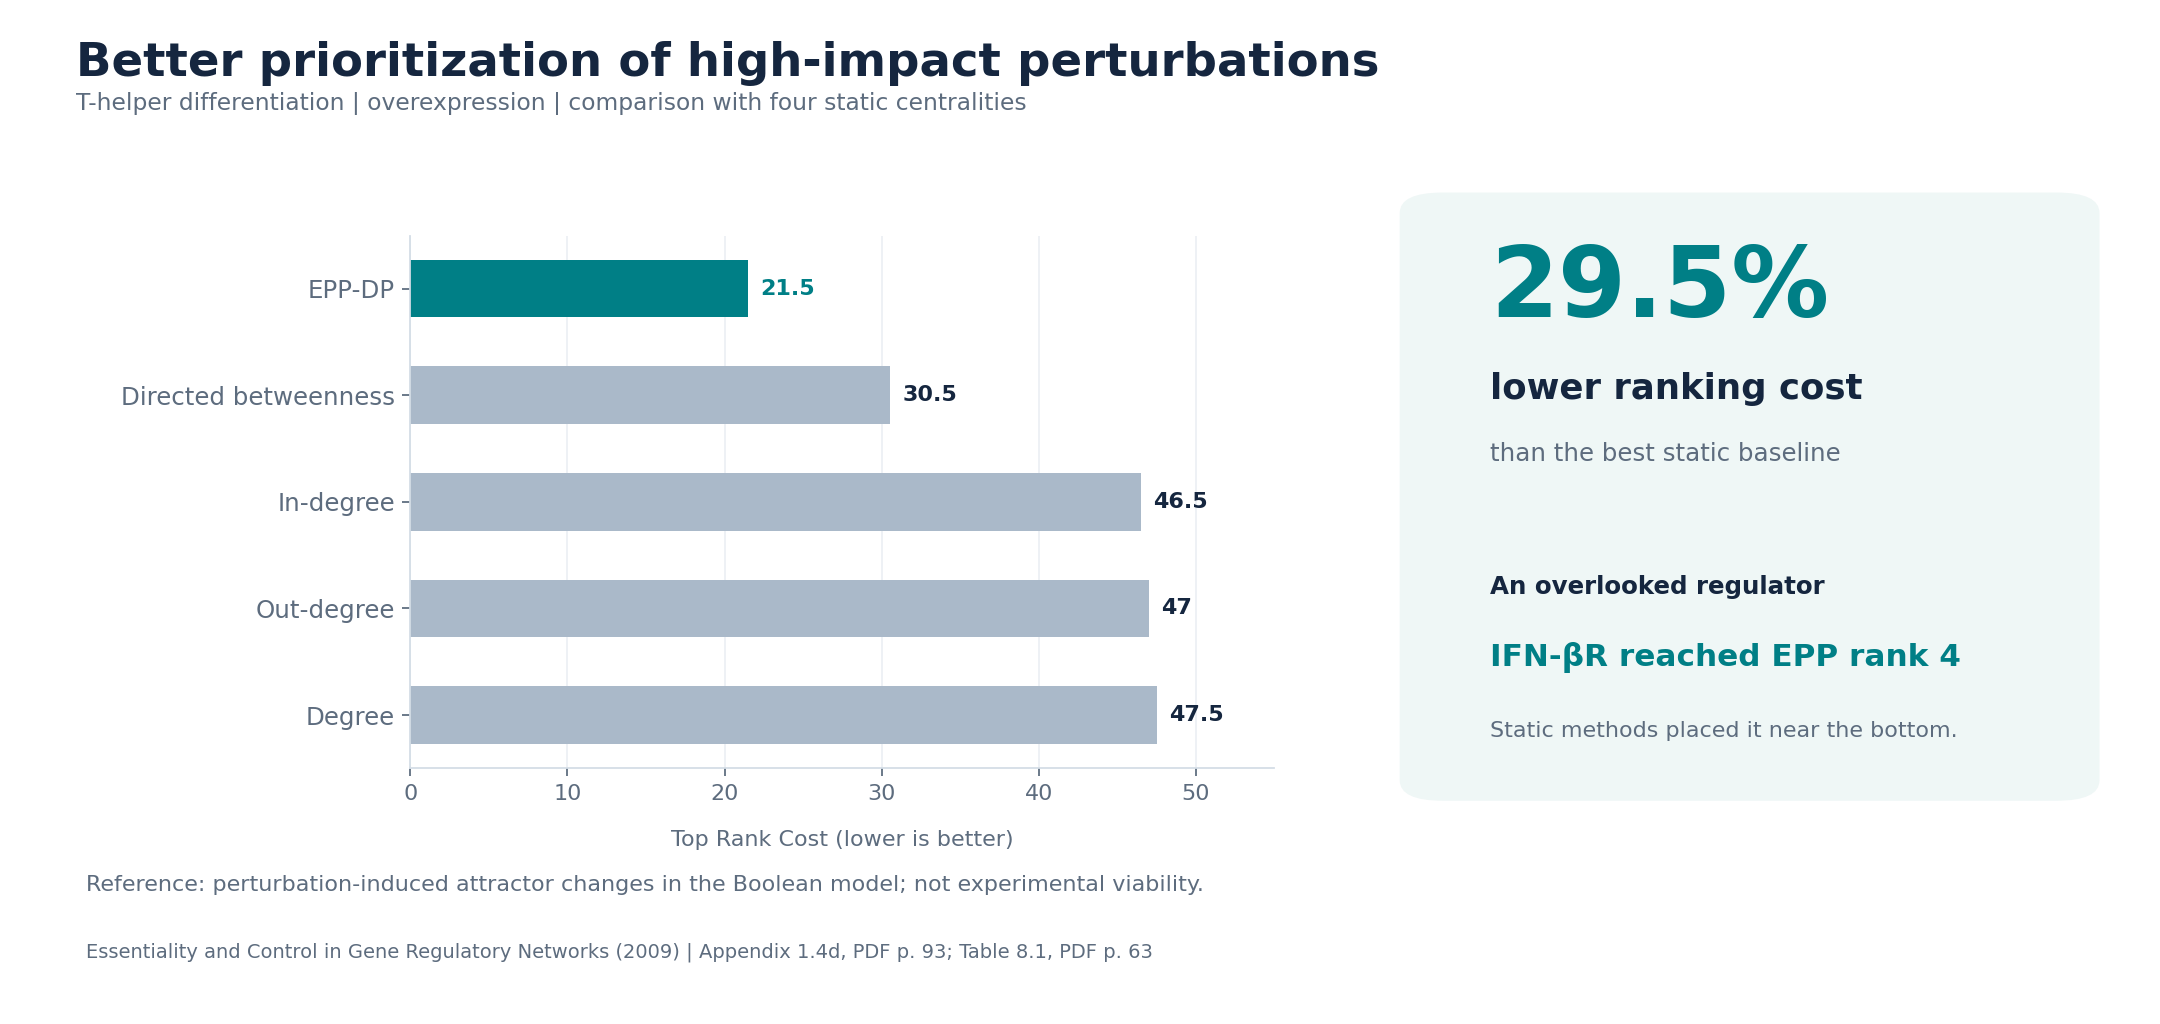 Better prioritization of high-impact perturbations
T-helper differentiation | overexpression | comparison with four static centralities
EPP-DP
21.5
Directed betweenness
30.5
In-degree
46.5
Out-degree
47
Degree
47.5
0 10 20 30 40 50
Top Rank Cost (lower is better)
29.5%
lower ranking cost
than the best static baseline
An overlooked regulator
IFN-βR reached EPP rank 4
Static methods placed it near the bottom.
Reference: perturbation-induced attractor changes in the Boolean model; not experimental viability.
Essentiality and Control in Gene Regulatory Networks (2009) | Appendix 1.4d, PDF p. 93; Table 8.1, PDF p. 63